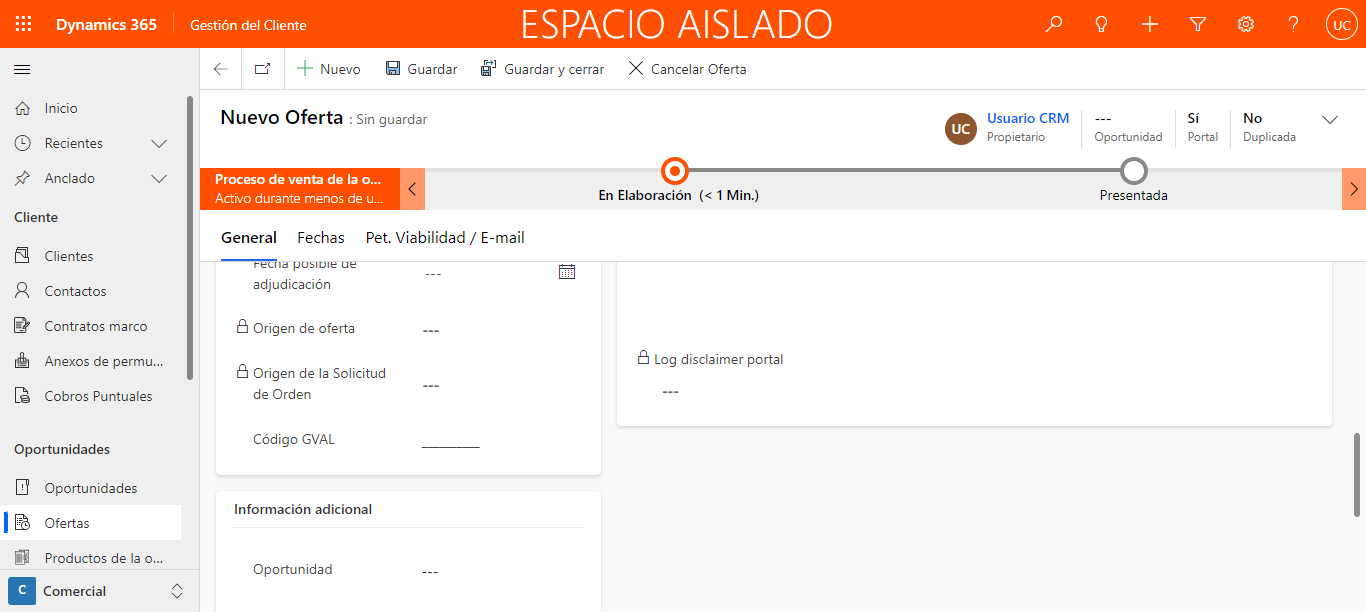 Dynamics 365
Gestión del Cliente
ESPACIO AISLADO
UC
Nuevo
Guardar
Guardar y cerrar
Cancelar Oferta
Inicio
Recientes
Anclado
Cliente
Clientes
Contactos
Contratos marco
Anexos de permu...
Cobros Puntuales
Oportunidades
Oportunidades
Ofertas
Productos de la o...
C Comercial
Nuevo Oferta : Sin guardar
UC
Usuario CRM
Propietario
---
Oportunidad
Sí
Portal
No
Duplicada
Proceso de venta de la o...
Activo durante menos de u...
En Elaboración (< 1 Min.)
Presentada
General
Fechas
Pet. Viabilidad / E-mail
Fecha posible de
adjudicación
---
Origen de oferta
---
Origen de la Solicitud
de Orden
---
Código GVAL
__________
Log disclaimer portal
---
Información adicional
Oportunidad
---